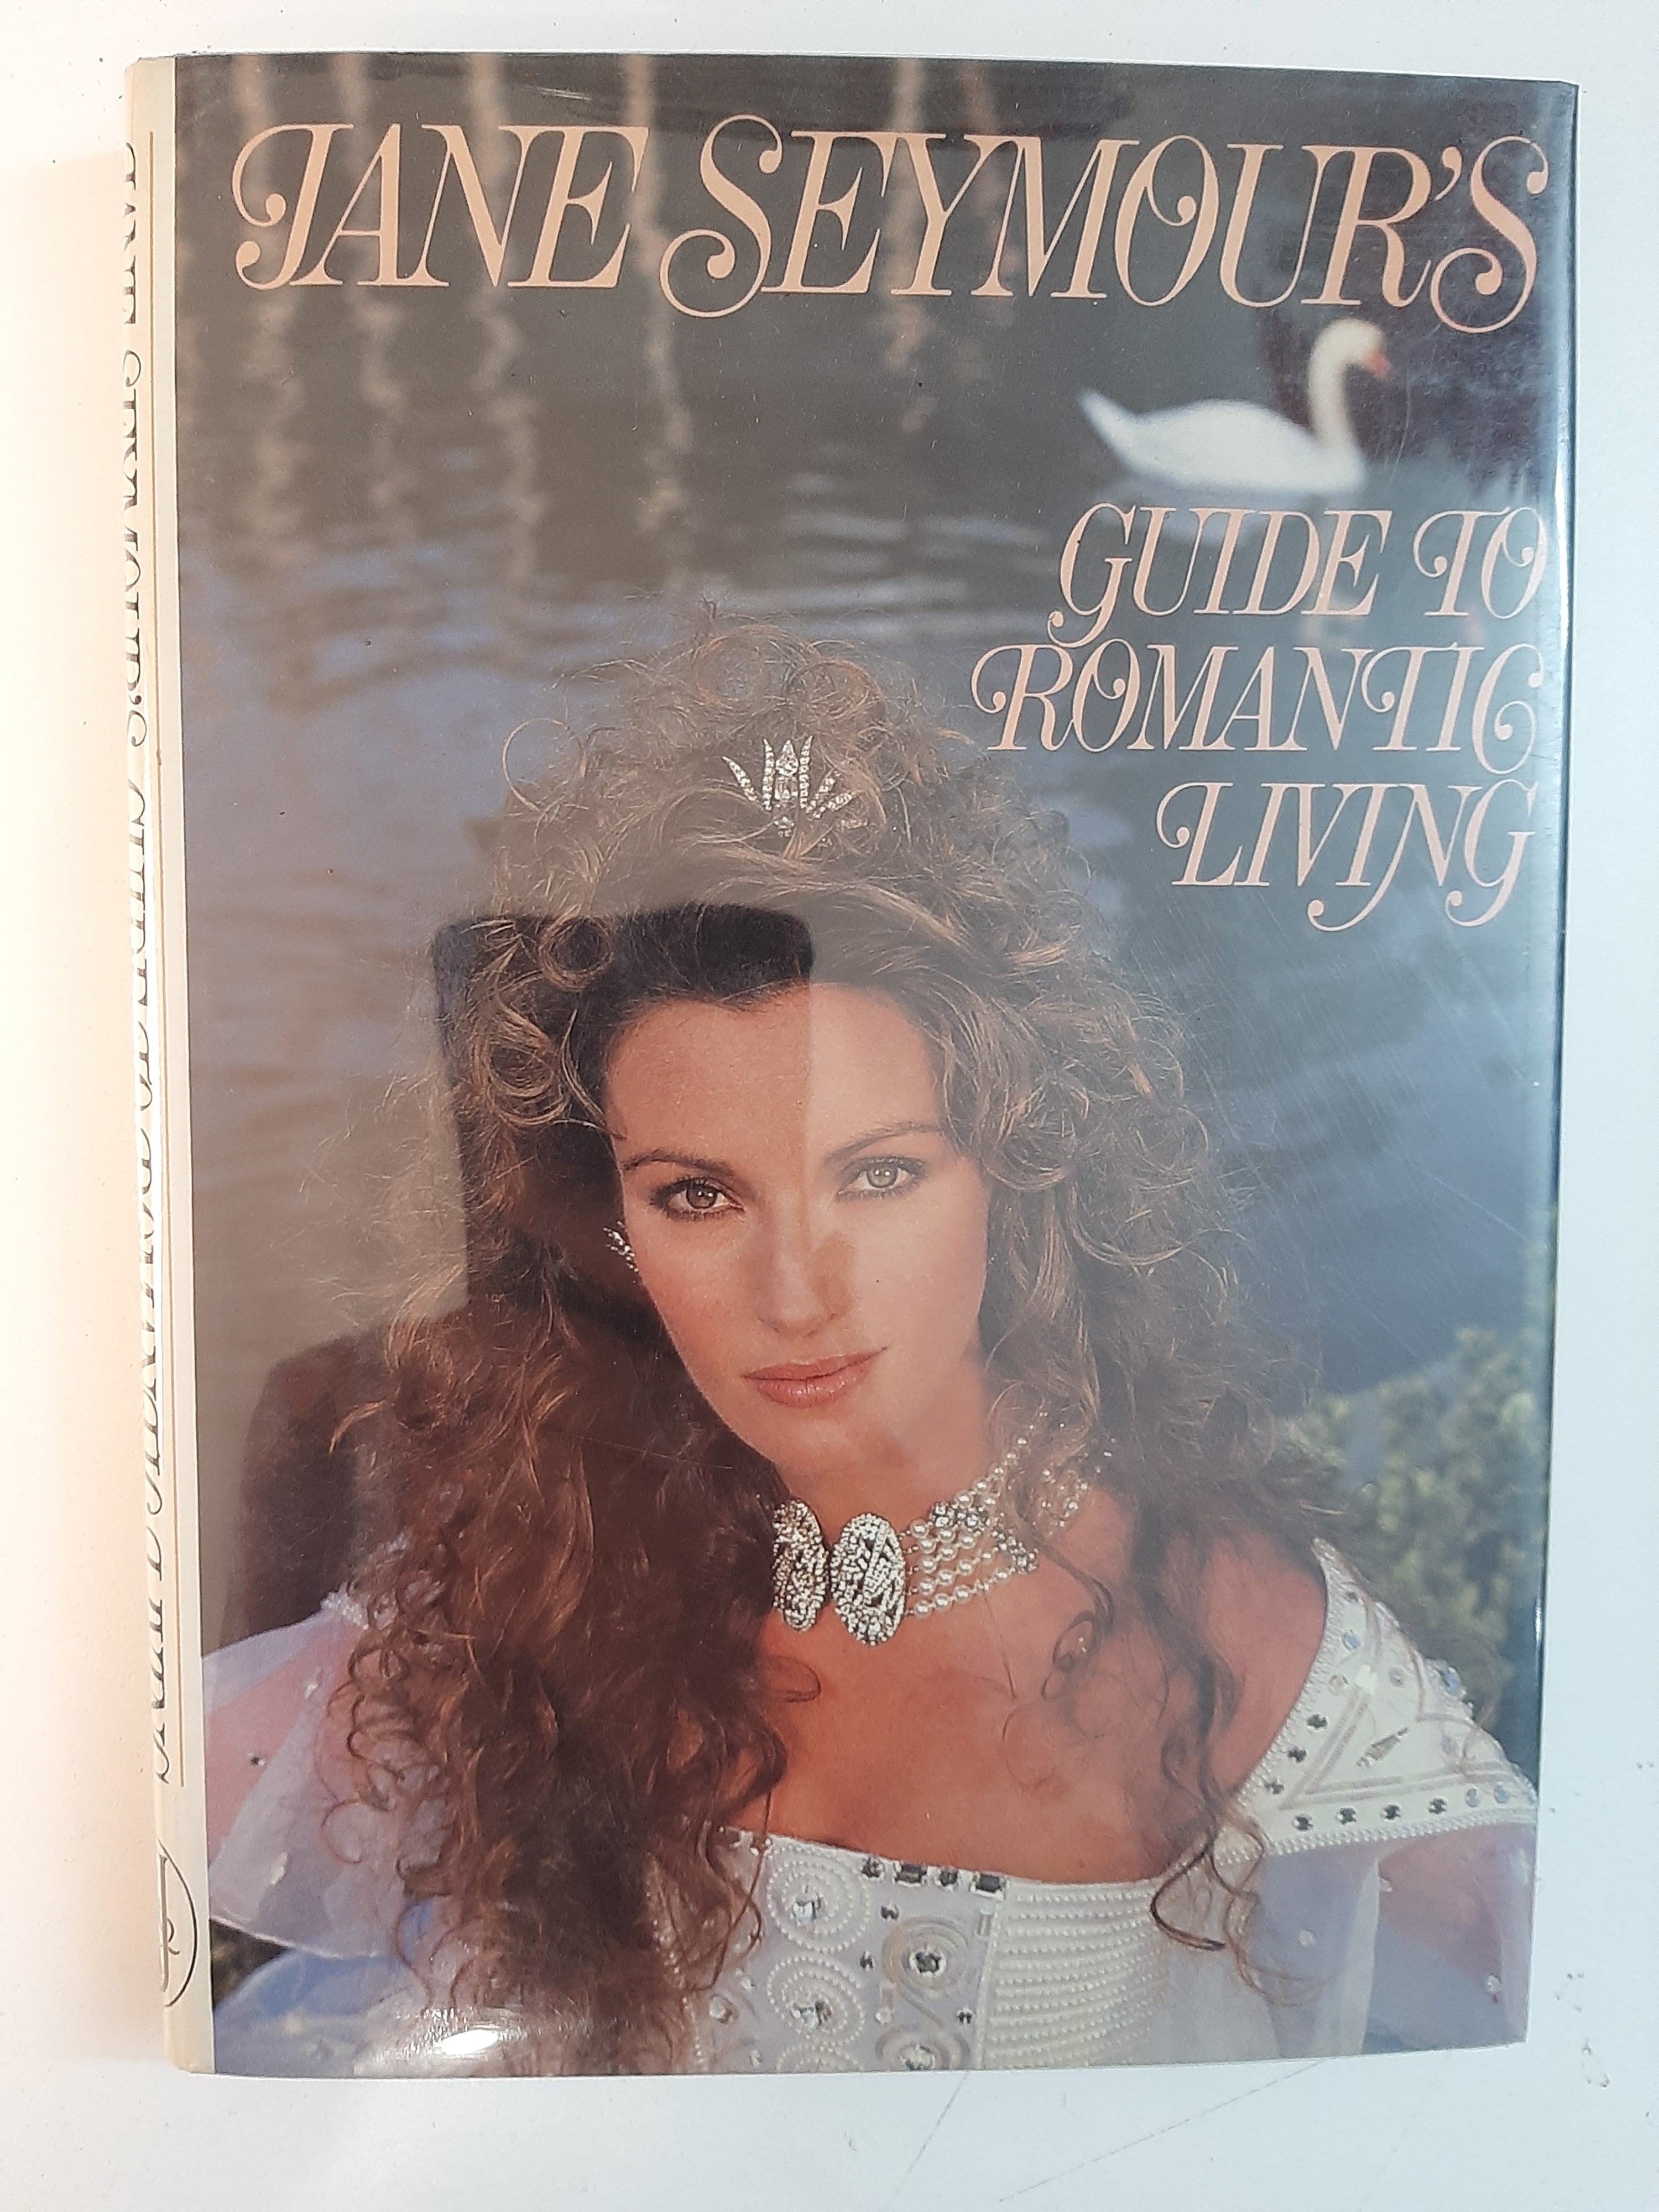 JANE SEYMOUR'S
GUIDE TO
ROMANTIC
LIVING
JANE SEYMOUR'S GUIDE TO ROMANTIC LIVING